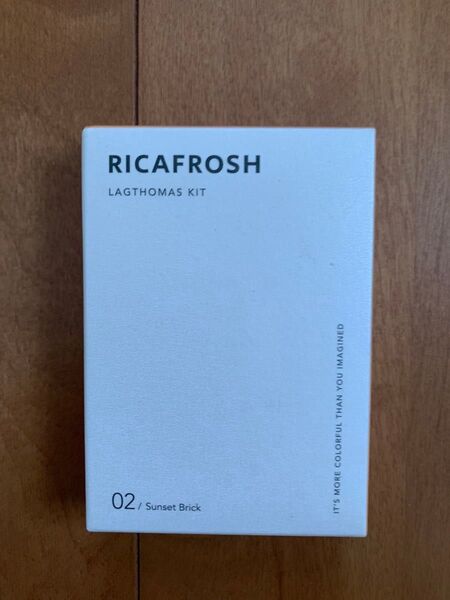 RICAFROSH
LAGTHOMAS KIT
IT'S MORE COLORFUL THAN YOU IMAGINED
02 / Sunset Brick